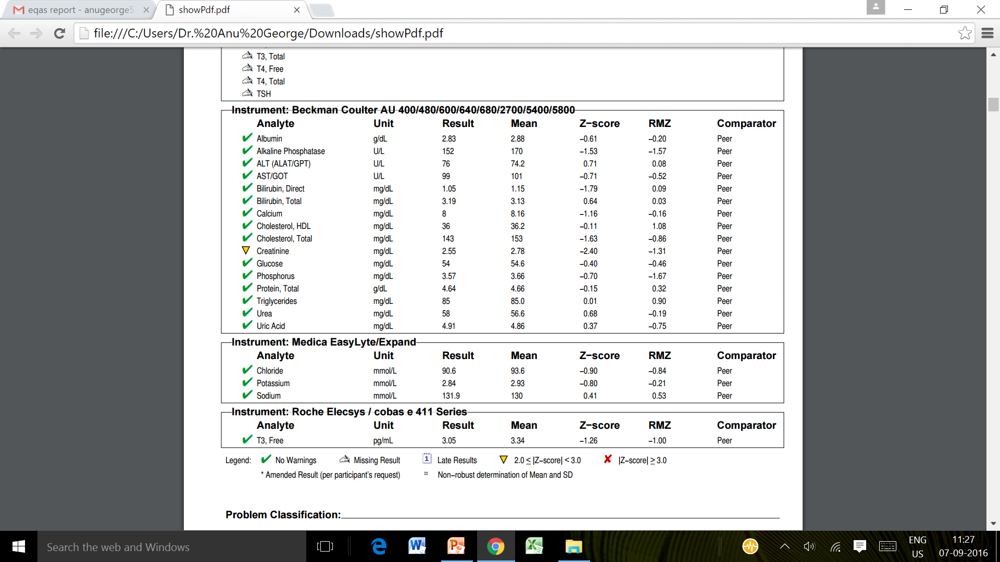 eqas report - anugeorge5
showPdf.pdf
file:///C:/Users/Dr.%20Anu%20George/Downloads/showPdf.pdf
T3, Total
T4, Free
T4, Total
TSH
Instrument: Beckman Coulter AU 400/480/600/640/680/2700/5400/5800
Analyte Unit Result Mean Z−score RMZ Comparator
Albumin g/dL 2.83 2.88 −0.61 −0.20 Peer
Alkaline Phosphatase U/L 152 170 −1.53 −1.57 Peer
ALT (ALAT/GPT) U/L 76 74.2 0.71 0.08 Peer
AST/GOT U/L 99 101 −0.71 −0.52 Peer
Bilirubin, Direct mg/dL 1.05 1.15 −1.79 0.09 Peer
Bilirubin, Total mg/dL 3.19 3.13 0.64 0.03 Peer
Calcium mg/dL 8 8.16 −1.16 −0.16 Peer
Cholesterol, HDL mg/dL 36 36.2 −0.11 1.08 Peer
Cholesterol, Total mg/dL 143 153 −1.63 −0.86 Peer
Creatinine mg/dL 2.55 2.78 −2.40 −1.31 Peer
Glucose mg/dL 54 54.6 −0.40 −0.46 Peer
Phosphorus mg/dL 3.57 3.66 −0.70 −1.67 Peer
Protein, Total g/dL 4.64 4.66 −0.15 0.32 Peer
Triglycerides mg/dL 85 85.0 0.01 0.90 Peer
Urea mg/dL 58 56.6 0.68 −0.19 Peer
Uric Acid mg/dL 4.91 4.86 0.37 −0.75 Peer
Instrument: Medica EasyLyte/Expand
Analyte Unit Result Mean Z−score RMZ Comparator
Chloride mmol/L 90.6 93.6 −0.90 −0.84 Peer
Potassium mmol/L 2.84 2.93 −0.80 −0.21 Peer
Sodium mmol/L 131.9 130 0.41 0.53 Peer
Instrument: Roche Elecsys / cobas e 411 Series
Analyte Unit Result Mean Z−score RMZ Comparator
T3, Free pg/mL 3.05 3.34 −1.26 −1.00 Peer
Legend: ✔ No Warnings Missing Result 1 Late Results 2.0 ≤ |Z−score| < 3.0 ✘ |Z−score| ≥ 3.0
* Amended Result (per participant's request) ¤ Non−robust determination of Mean and SD
Problem Classification:
Search the web and Windows
ENG
US
11:27
07-09-2016